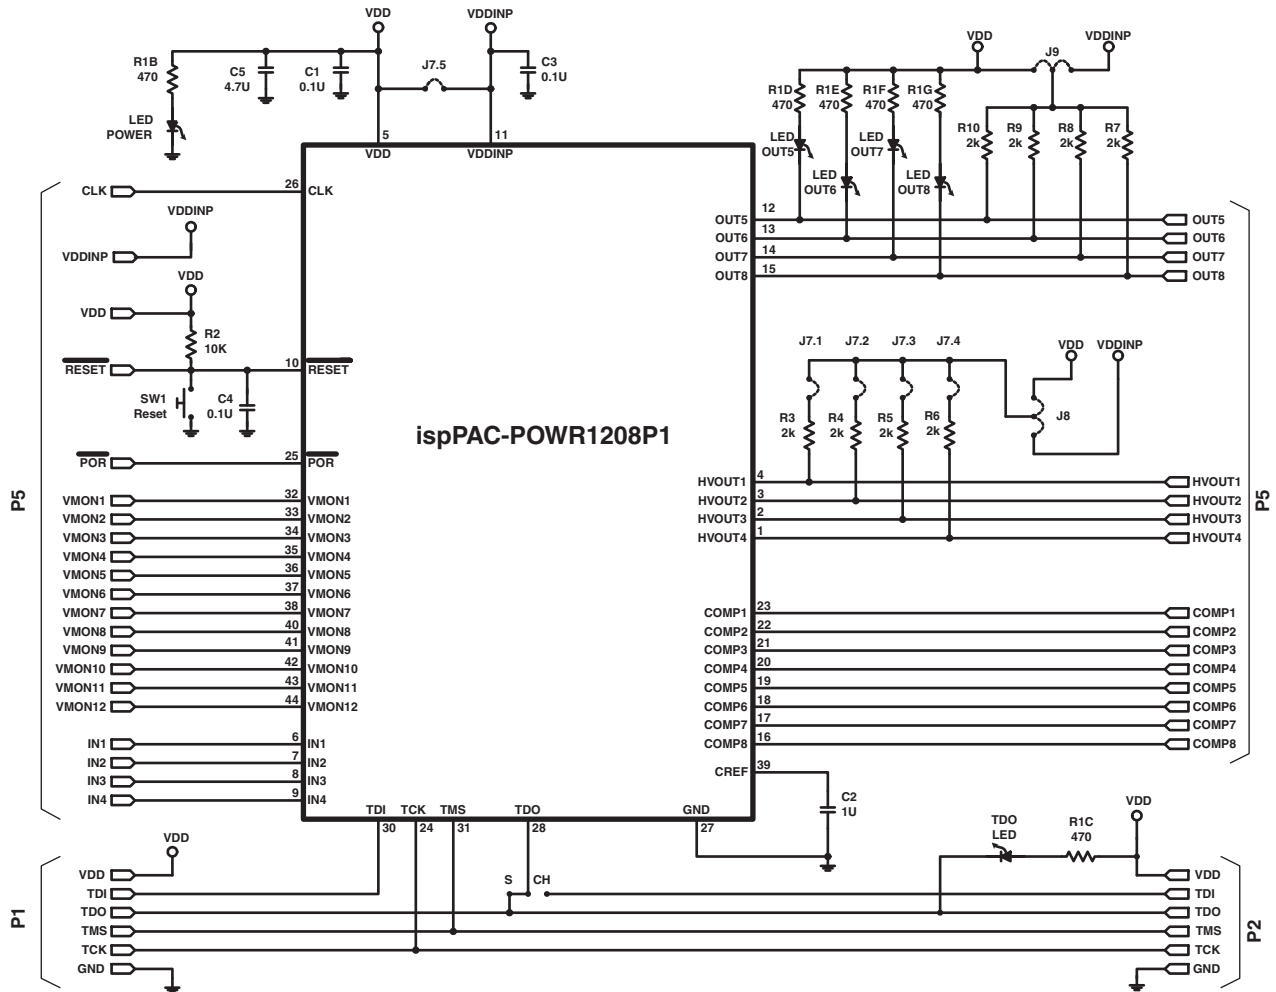 VDD
VDDINP
R1B
470
C5
4.7U
C1
0.1U
J7.5
C3
0.1U
LED
POWER
5
VDD
11
VDDINP
VDD
J9
VDDINP
R1D
470
R1E
470
R1F
470
R1G
470
R10
2k
R9
2k
R8
2k
R7
2k
LED
OUT5
LED
OUT7
LED
OUT6
LED
OUT8
CLK
26
CLK
VDDINP
VDDINP
VDD
VDD
R2
10K
RESET
10
RESET
SW1
Reset
C4
0.1U
POR
25
POR
P5
VMON1 32 VMON1
VMON2 33 VMON2
VMON3 34 VMON3
VMON4 35 VMON4
VMON5 36 VMON5
VMON6 37 VMON6
VMON7 38 VMON7
VMON8 40 VMON8
VMON9 41 VMON9
VMON10 42 VMON10
VMON11 43 VMON11
VMON12 44 VMON12
IN1 6 IN1
IN2 7 IN2
IN3 8 IN3
IN4 9 IN4
ispPAC-POWR1208P1
OUT5 12 OUT5
OUT6 13 OUT6
OUT7 14 OUT7
OUT8 15 OUT8
J7.1 J7.2 J7.3 J7.4
VDD VDDINP
J8
R3
2k
R4
2k
R5
2k
R6
2k
HVOUT1 4 HVOUT1
HVOUT2 3 HVOUT2
HVOUT3 2 HVOUT3
HVOUT4 1 HVOUT4
P5
COMP1 23 COMP1
COMP2 22 COMP2
COMP3 21 COMP3
COMP4 20 COMP4
COMP5 19 COMP5
COMP6 18 COMP6
COMP7 17 COMP7
COMP8 16 COMP8
CREF 39
C2
1U
TDI TCK TMS TDO GND
30 24 31 28 27
S CH
TDO
LED
R1C
470
VDD
VDD
P1
VDD
TDI
TDO
TMS
TCK
GND
VDD
TDI
TDO
TMS
TCK
GND
P2